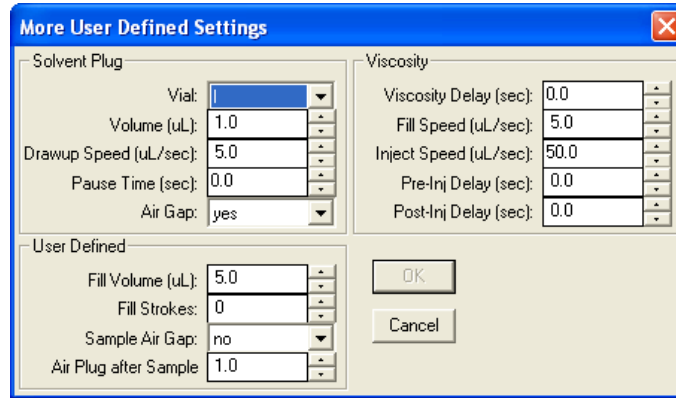 More User Defined Settings
Solvent Plug
Vial:
Volume (uL): 1.0
Drawup Speed (uL/sec): 5.0
Pause Time (sec): 0.0
Air Gap: yes
Viscosity
Viscosity Delay (sec): 0.0
Fill Speed (uL/sec): 5.0
Inject Speed (uL/sec): 50.0
Pre-Inj Delay (sec): 0.0
Post-Inj Delay (sec): 0.0
User Defined
Fill Volume (uL): 5.0
Fill Strokes: 0
Sample Air Gap: no
Air Plug after Sample 1.0
OK
Cancel